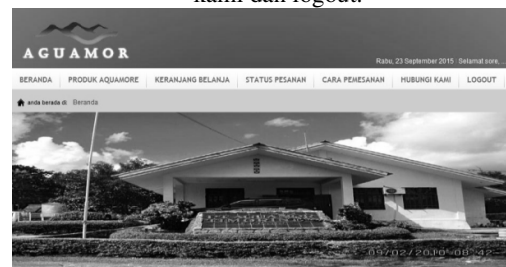 kami dan logout.
AGUAMOR
Rabu, 23 September 2015 Selamat sore, ...
BERANDA PRODUK AQUAMORE KERANJANG BELANJA STATUS PESANAN CARA PEMESANAN HUBUNGI KAMI LOGOUT
anda berada di: Beranda
09/02/2010 08:42